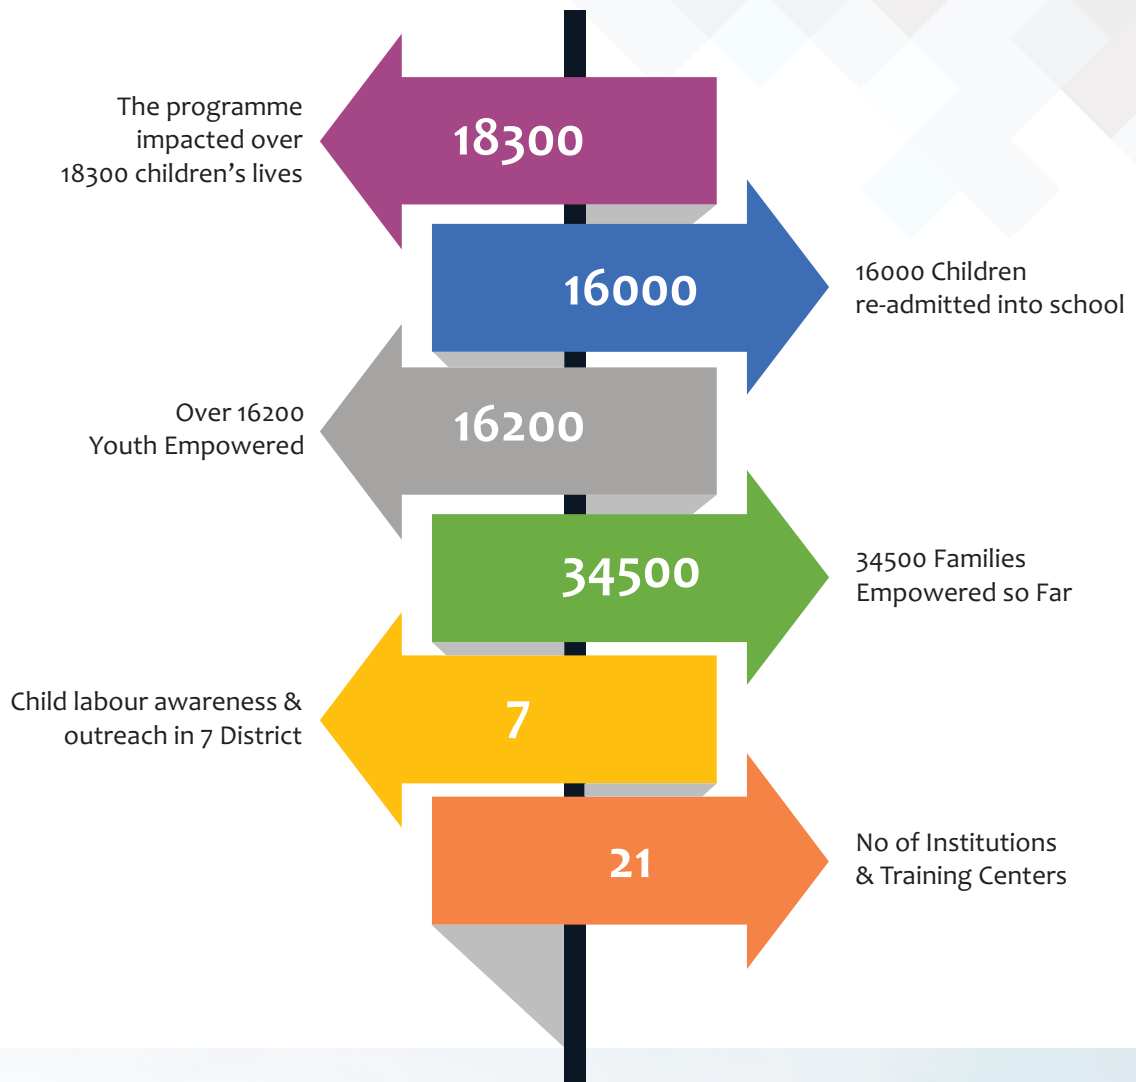 The programme
impacted over
18300 children’s lives
18300
16000
16000 Children
re-admitted into school
Over 16200
Youth Empowered
16200
34500
34500 Families
Empowered so Far
Child labour awareness &
outreach in 7 District
7
21
No of Institutions
& Training Centers